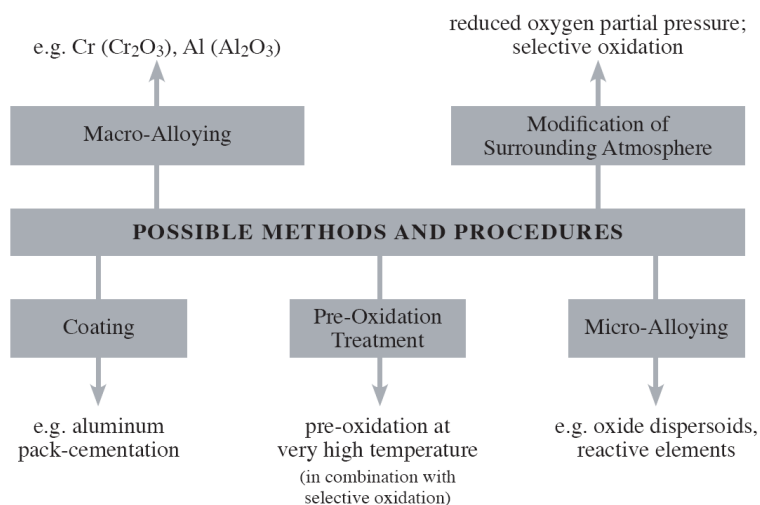 e.g. Cr (Cr₂O₃), Al (Al₂O₃)
reduced oxygen partial pressure;
selective oxidation
Macro-Alloying
Modification of
Surrounding Atmosphere
POSSIBLE METHODS AND PROCEDURES
Coating
Pre-Oxidation
Treatment
Micro-Alloying
e.g. aluminum
pack-cementation
pre-oxidation at
very high temperature
(in combination with
selective oxidation)
e.g. oxide dispersoids,
reactive elements